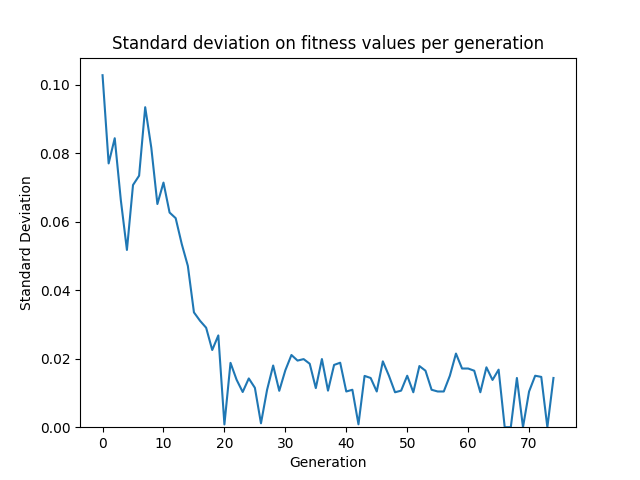 Standard deviation on fitness values per generation
0.10
0.08
0.06
0.04
0.02
0.00
Standard Deviation
0 10 20 30 40 50 60 70
Generation